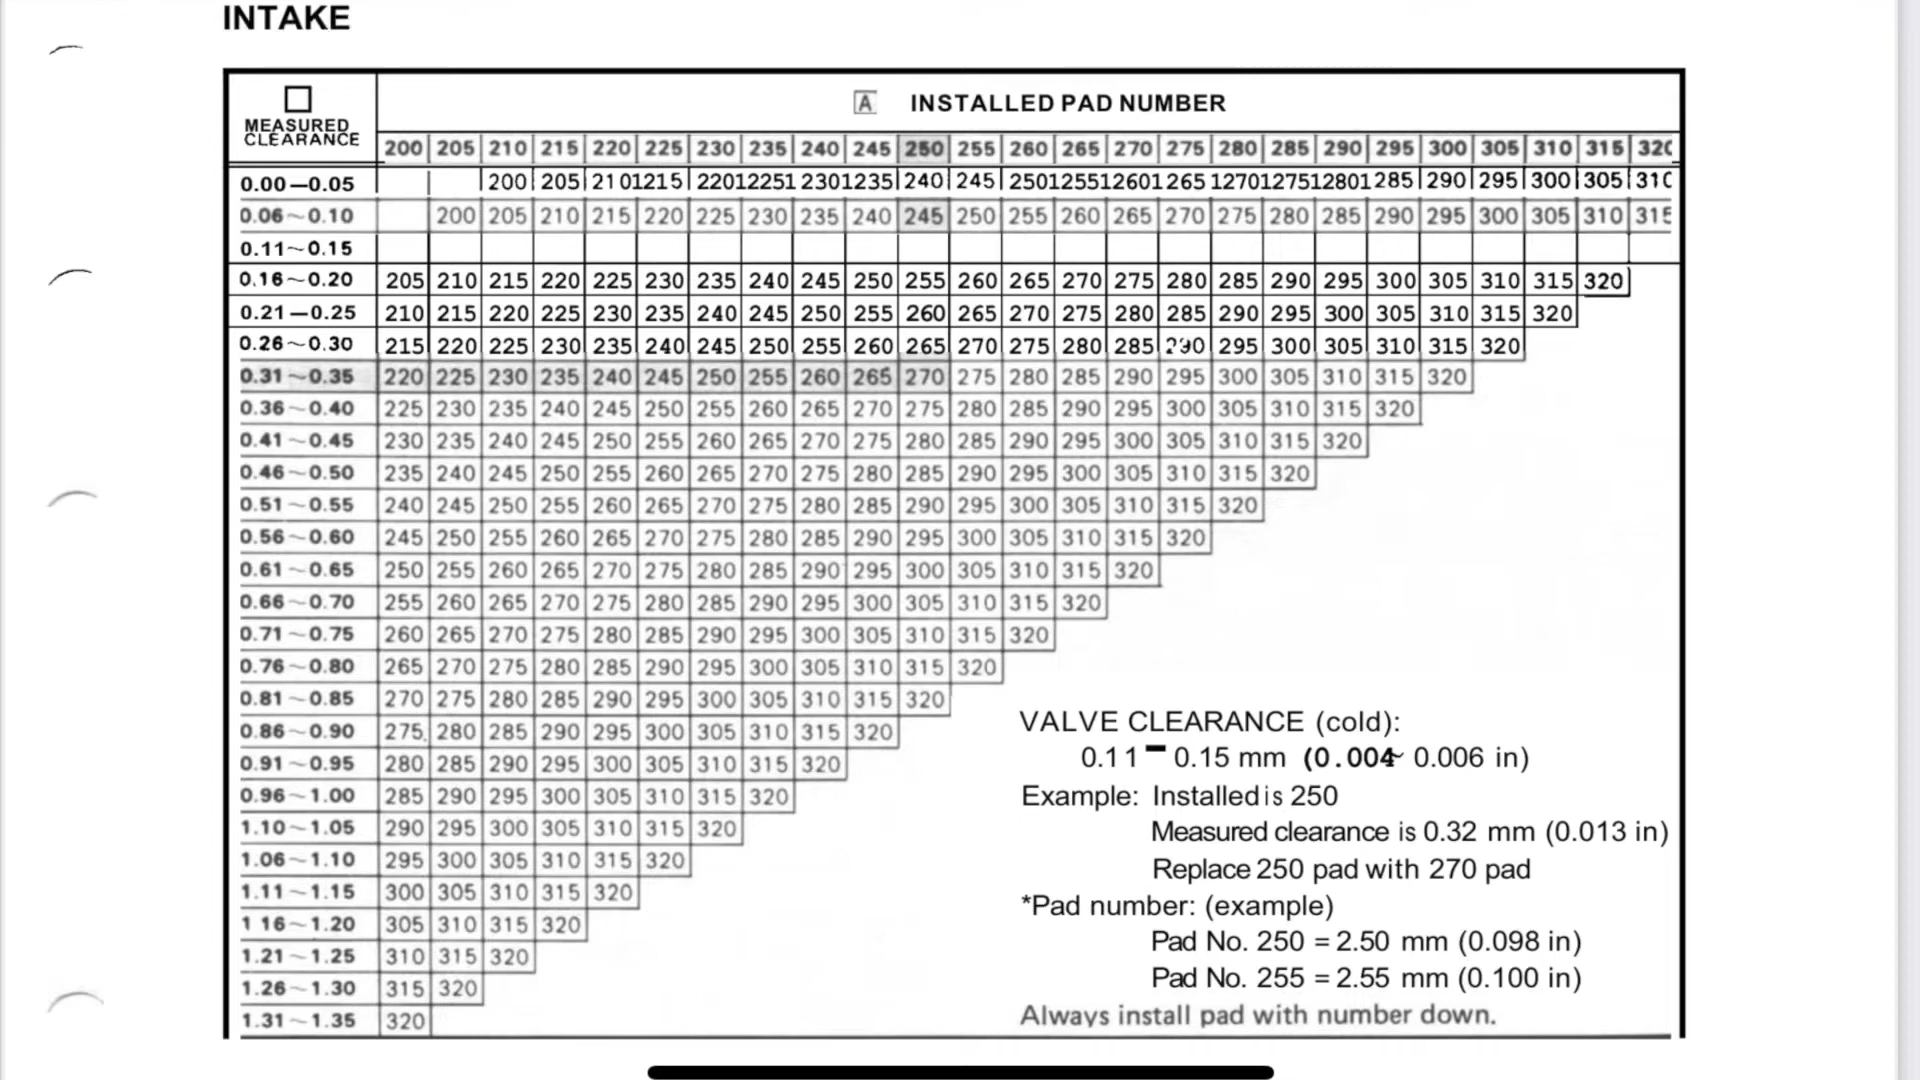 INTAKE
A INSTALLED PAD NUMBER
MEASURED
CLEARANCE
200 205 210 215 220 225 230 235 240 245 250 255 260 265 270 275 280 285 290 295 300 305 310 315 320
0.00—0.05 200 205 2101215 220122512301235 240 245 2501255126012651270127512801285 290 295 300 305 310
0.06~0.10 200 205 210 215 220 225 230 235 240 245 250 255 260 265 270 275 280 285 290 295 300 305 310 315
0.11~0.15
0.16~0.20 205 210 215 220 225 230 235 240 245 250 255 260 265 270 275 280 285 290 295 300 305 310 315 320
0.21—0.25 210 215 220 225 230 235 240 245 250 255 260 265 270 275 280 285 290 295 300 305 310 315 320
0.26~0.30 215 220 225 230 235 240 245 250 255 260 265 270 275 280 285 290 295 300 305 310 315 320
0.31~0.35 220 225 230 235 240 245 250 255 260 265 270 275 280 285 290 295 300 305 310 315 320
0.36~0.40 225 230 235 240 245 250 255 260 265 270 275 280 285 290 295 300 305 310 315 320
0.41~0.45 230 235 240 245 250 255 260 265 270 275 280 285 290 295 300 305 310 315 320
0.46~0.50 235 240 245 250 255 260 265 270 275 280 285 290 295 300 305 310 315 320
0.51~0.55 240 245 250 255 260 265 270 275 280 285 290 295 300 305 310 315 320
0.56~0.60 245 250 255 260 265 270 275 280 285 290 295 300 305 310 315 320
0.61~0.65 250 255 260 265 270 275 280 285 290 295 300 305 310 315 320
0.66~0.70 255 260 265 270 275 280 285 290 295 300 305 310 315 320
0.71~0.75 260 265 270 275 280 285 290 295 300 305 310 315 320
0.76~0.80 265 270 275 280 285 290 295 300 305 310 315 320
0.81~0.85 270 275 280 285 290 295 300 305 310 315 320
0.86~0.90 275 280 285 290 295 300 305 310 315 320
0.91~0.95 280 285 290 295 300 305 310 315 320
0.96~1.00 285 290 295 300 305 310 315 320
1.10~1.05 290 295 300 305 310 315 320
1.06~1.10 295 300 305 310 315 320
1.11~1.15 300 305 310 315 320
1 16~1.20 305 310 315 320
1.21~1.25 310 315 320
1.26~1.30 315 320
1.31~1.35 320
VALVE CLEARANCE (cold):
0.11 - 0.15 mm (0.004~ 0.006 in)
Example: Installed is 250
Measured clearance is 0.32 mm (0.013 in)
Replace 250 pad with 270 pad
*Pad number: (example)
Pad No. 250 = 2.50 mm (0.098 in)
Pad No. 255 = 2.55 mm (0.100 in)
Always install pad with number down.